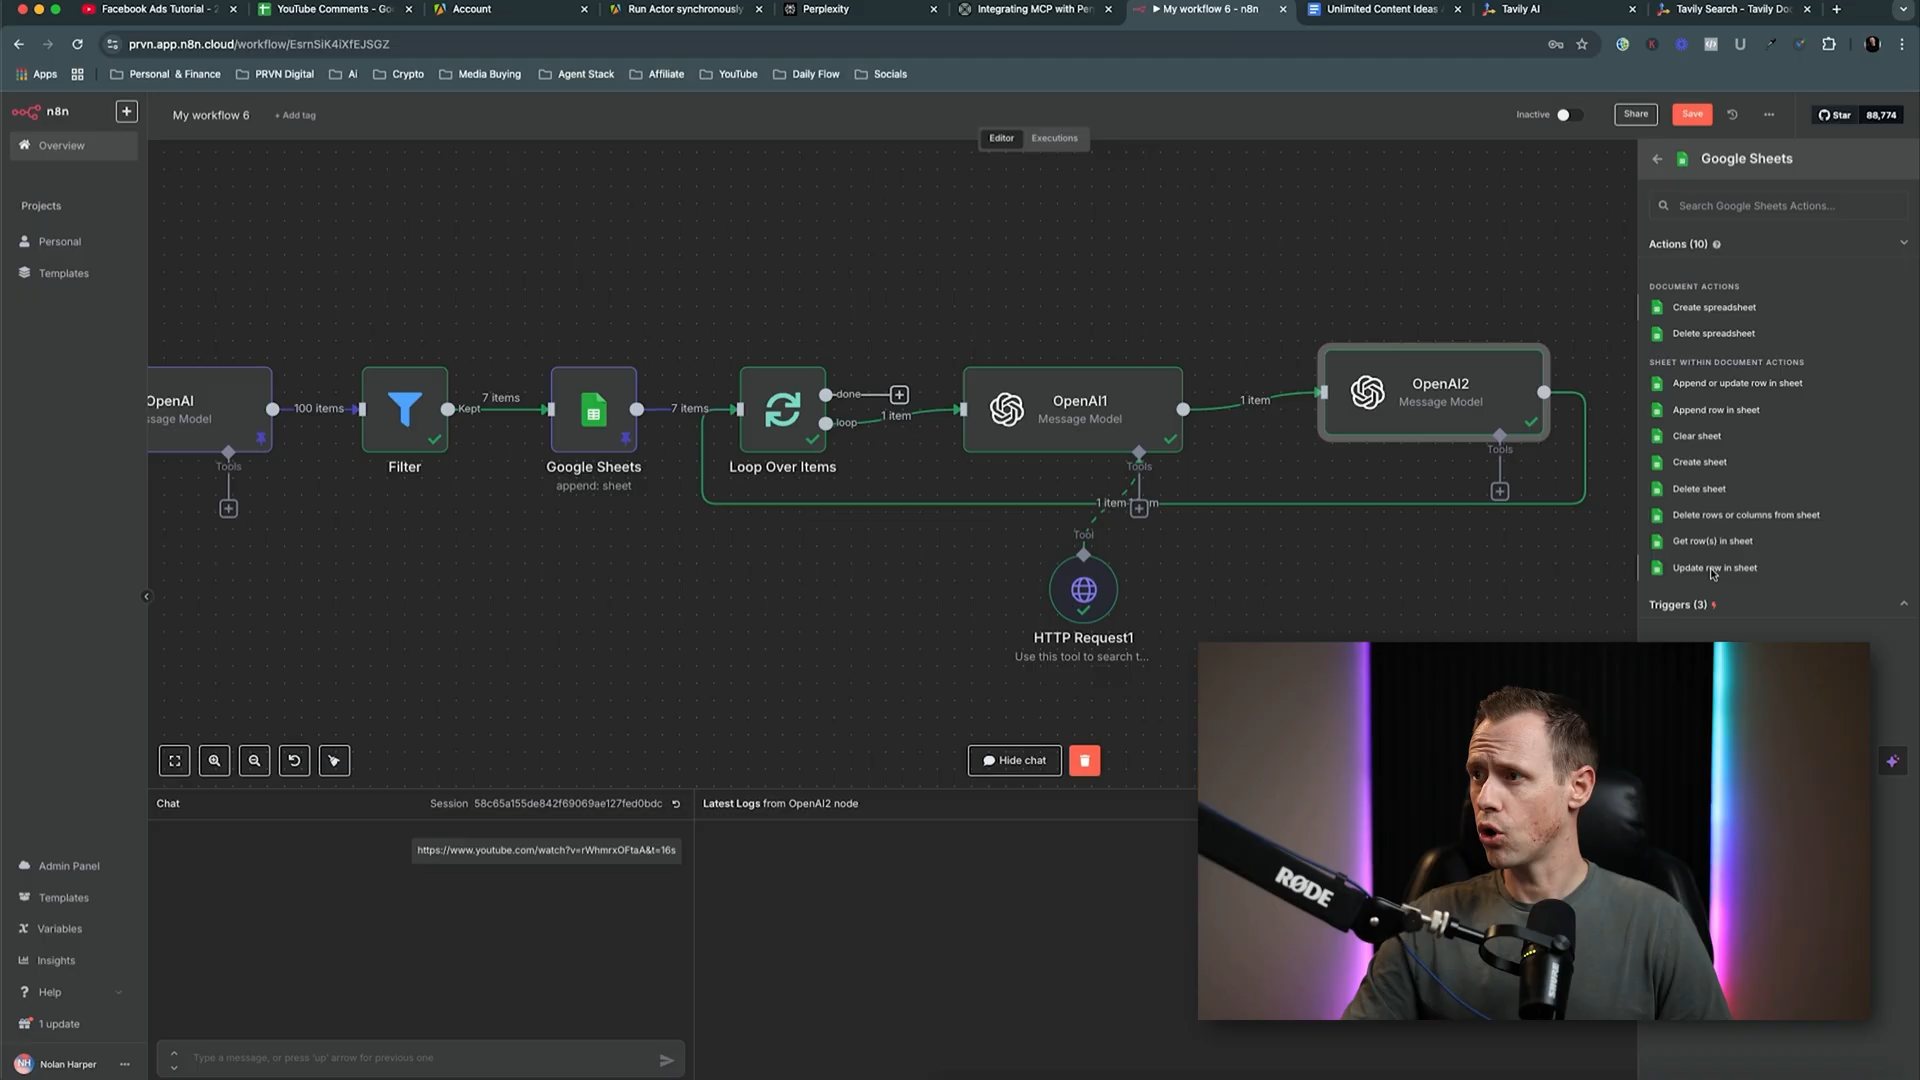 Facebook Ads Tutorial - 2
YouTube Comments - Go
Account
Run Actor synchronously
Perplexity
Integrating MCP with Per
▶ My workflow 6 - n8n
Unlimited Content Ideas
Tavily AI
Tavily Search - Tavily Do
prvn.app.n8n.cloud/workflow/EsrnSiK4iXfEJSGZ
Apps
Personal & Finance
PRVN Digital
Ai
Crypto
Media Buying
Agent Stack
Affiliate
YouTube
Daily Flow
Socials
n8n
My workflow 6
+ Add tag
Inactive
Share
Save
Star
88,774
Editor
Executions
Overview
Projects
Personal
Templates
Google Sheets
Search Google Sheets Actions...
Actions (10)
DOCUMENT ACTIONS
Create spreadsheet
Delete spreadsheet
SHEET WITHIN DOCUMENT ACTIONS
Append or update row in sheet
Append row in sheet
Clear sheet
Create sheet
Delete sheet
Delete rows or columns from sheet
Get row(s) in sheet
Update row in sheet
Triggers (3)
OpenAI
ssage Model
Tools
100 items
Kept
7 items
Filter
Google Sheets
append: sheet
7 items
Loop Over Items
done
loop
1 item
OpenAI1
Message Model
Tools
1 item
OpenAI2
Message Model
Tools
1 item
Tool
HTTP Request1
Use this tool to search t...
Hide chat
Chat
Session 58c65a155de842f69069ae127fed0bdc
Latest Logs from OpenAI2 node
https://www.youtube.com/watch?v=rWhmrxOFtaA&t=16s
Type a message, or press 'up' arrow for previous one
Admin Panel
Templates
Variables
Insights
Help
1 update
NH
Nolan Harper
RØDE
SHURE